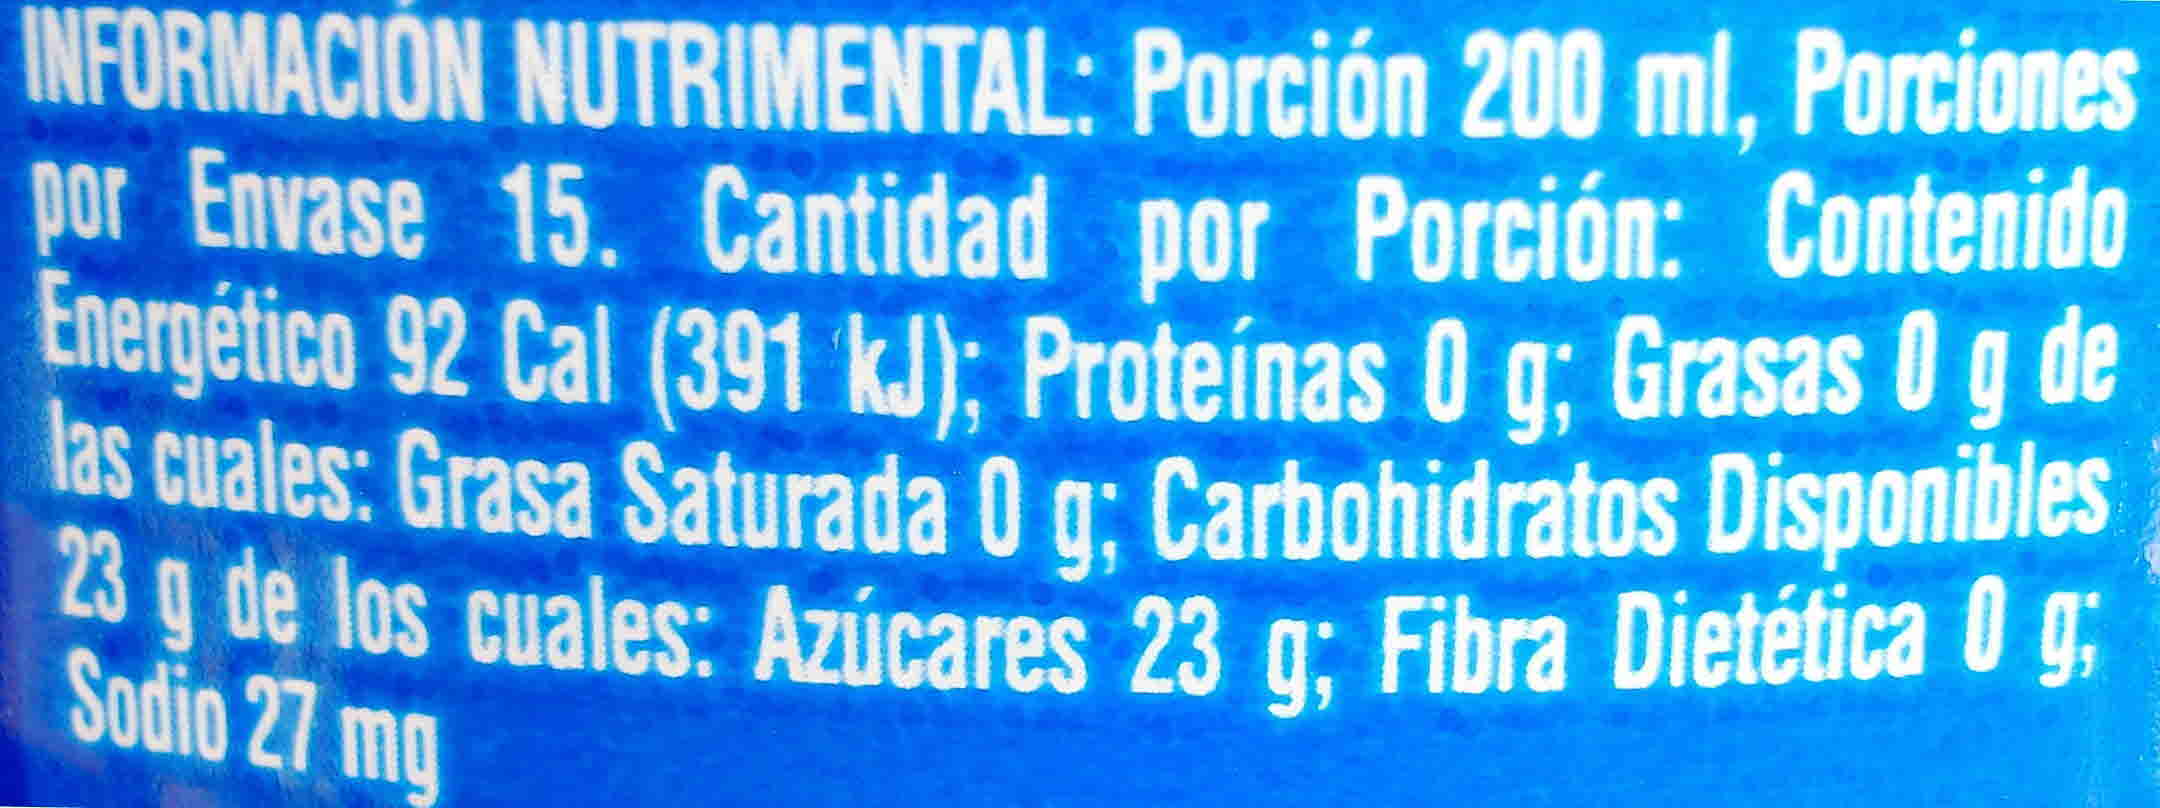 INFORMACIÓN NUTRIMENTAL: Porción 200 ml, Porciones
por Envase 15. Cantidad por Porción: Contenido
Energético 92 Cal (391 kJ); Proteínas 0 g; Grasas 0 g de
las cuales: Grasa Saturada 0 g; Carbohidratos Disponibles
23 g de los cuales: Azúcares 23 g; Fibra Dietética 0 g;
Sodio 27 mg